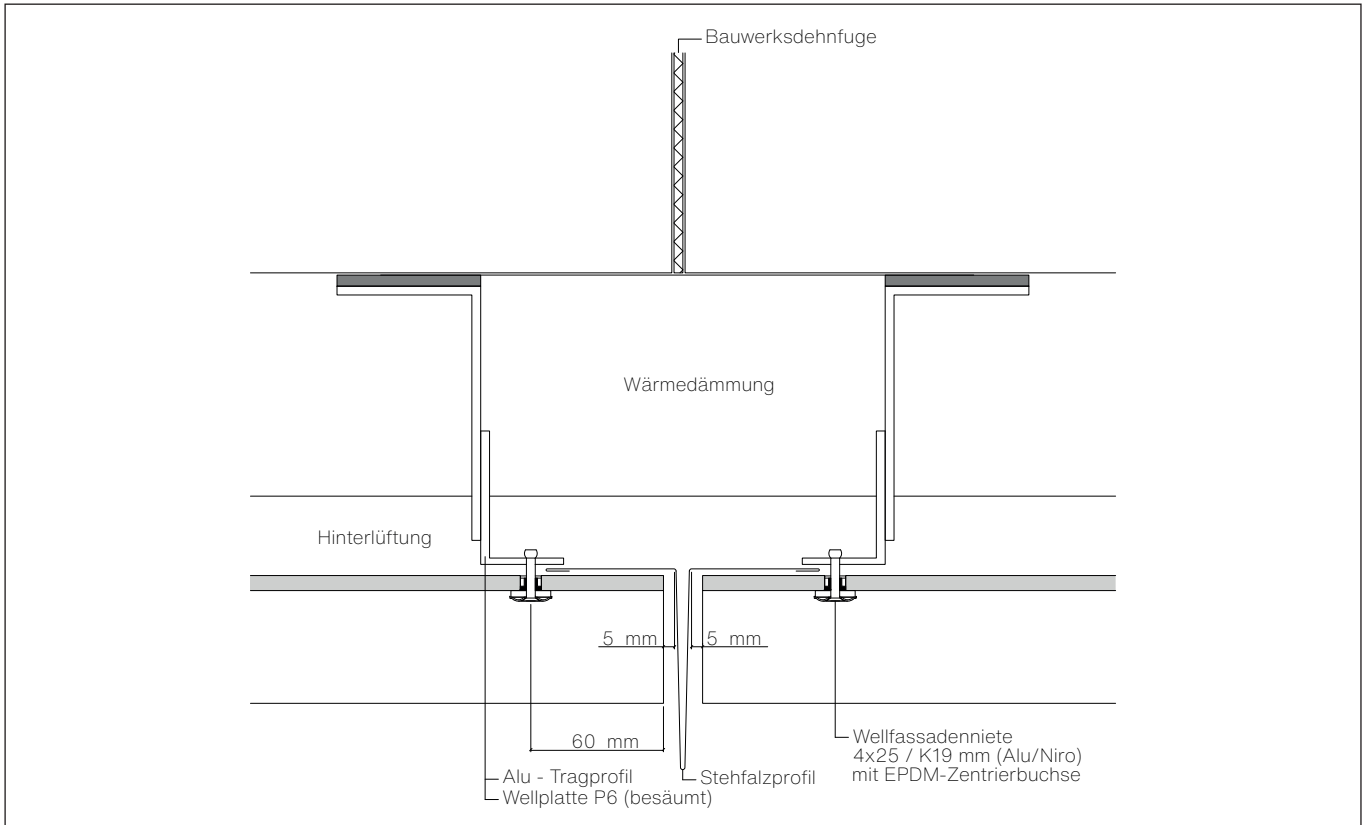 Bauwerksdehnfuge
Wärmedämmung
Hinterlüftung
5 mm
5 mm
60 mm
Wellfassadenniete
4x25 / K19 mm (Alu/Niro)
mit EPDM-Zentrierbuchse
Alu - Tragprofil
Stehfalzprofil
Wellplatte P6 (besäumt)